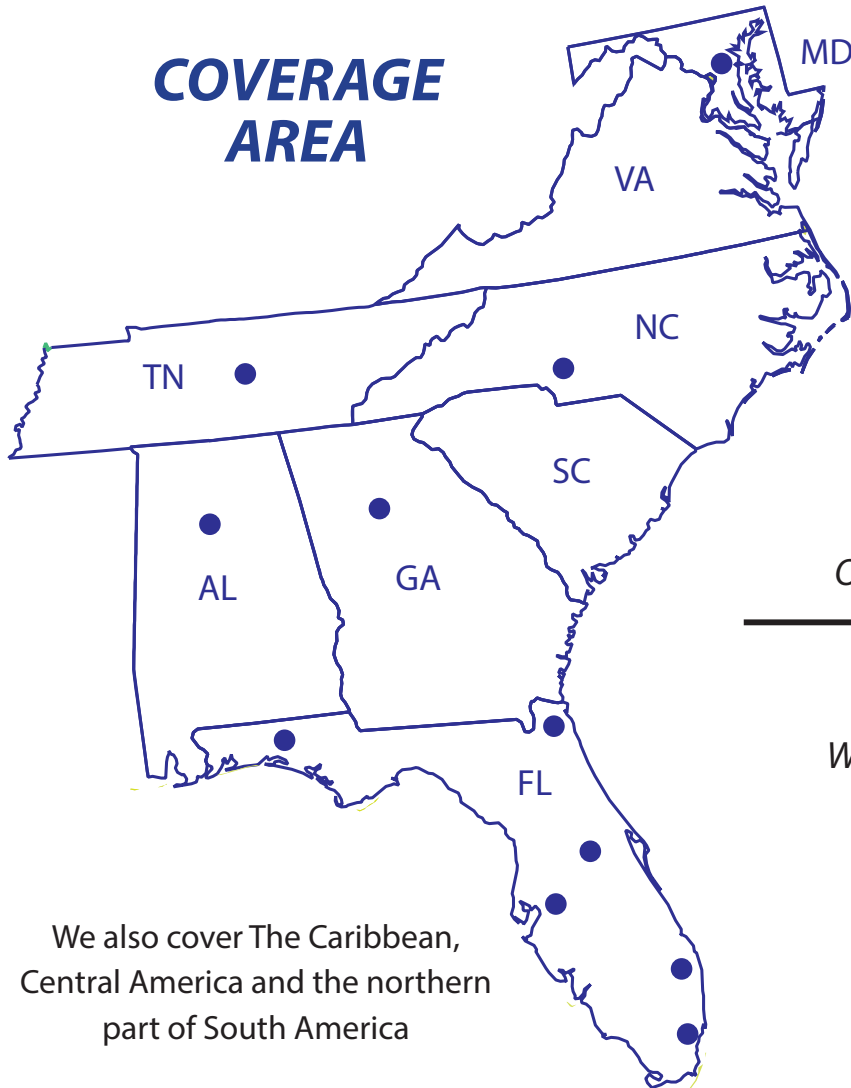 COVERAGE
AREA
MD
VA
NC
TN
SC
AL
GA
FL
We also cover The Caribbean,
Central America and the northern
part of South America